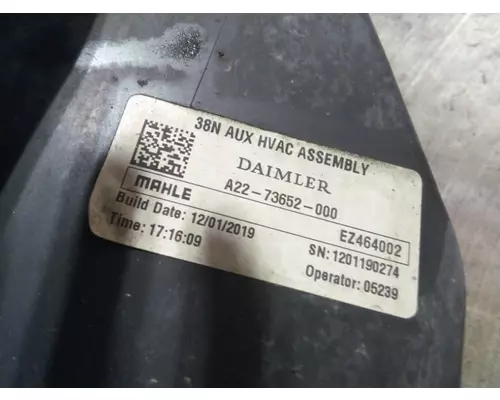 38N AUX HVAC ASSEMBLY
DAIMLER
MAHLE A22-73652-000
Build Date: 12/01/2019 EZ464002
Time: 17:16:09 SN: 1201190274
Operator: 05239